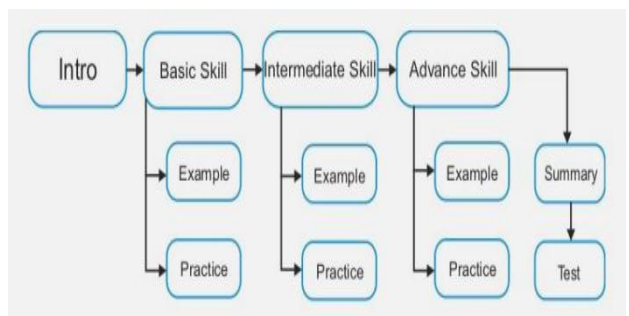 Intro
Basic Skill
Intermediate Skill
Advance Skill
Example
Example
Example
Summary
Practice
Practice
Practice
Test